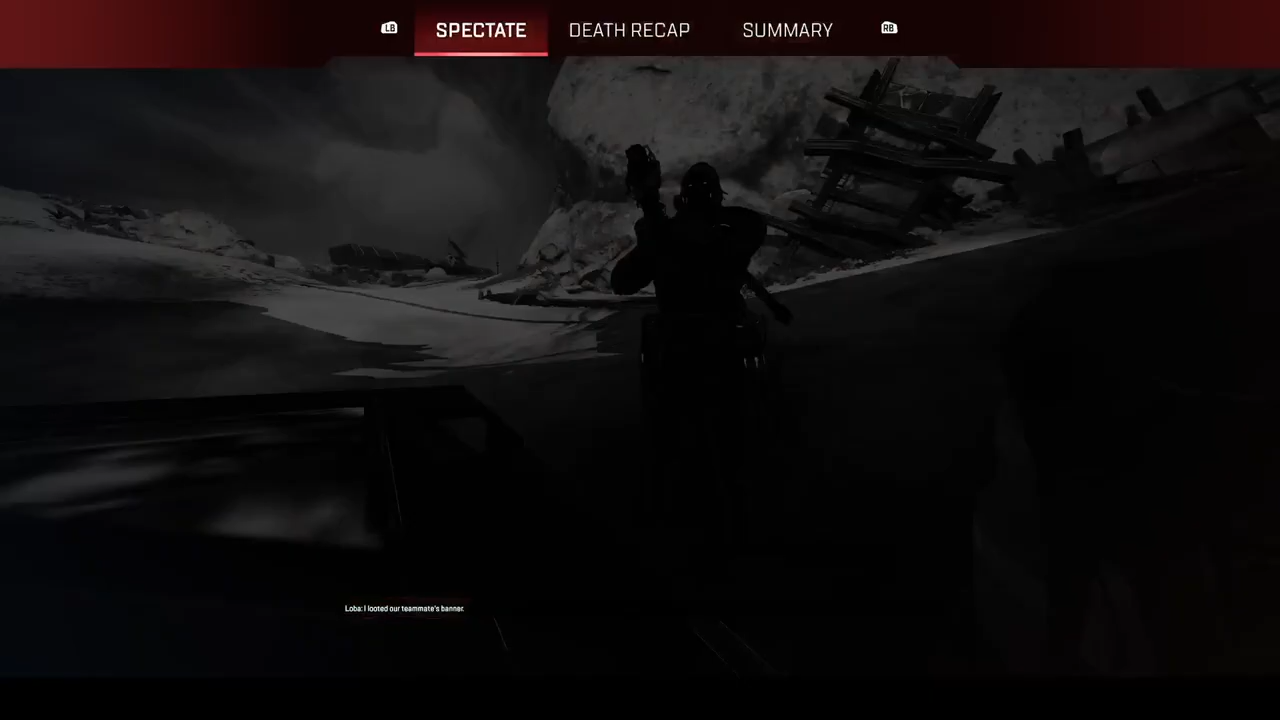 LB SPECTATE DEATH RECAP SUMMARY RB
Loba: I looted our teammate's banner.